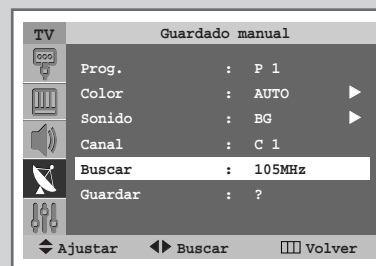 TV Guardado manual
Prog. : P 1
Color : AUTO
Sonido : BG
Canal : C 1
Buscar : 105MHz
Guardar : ?
Ajustar Buscar Volver